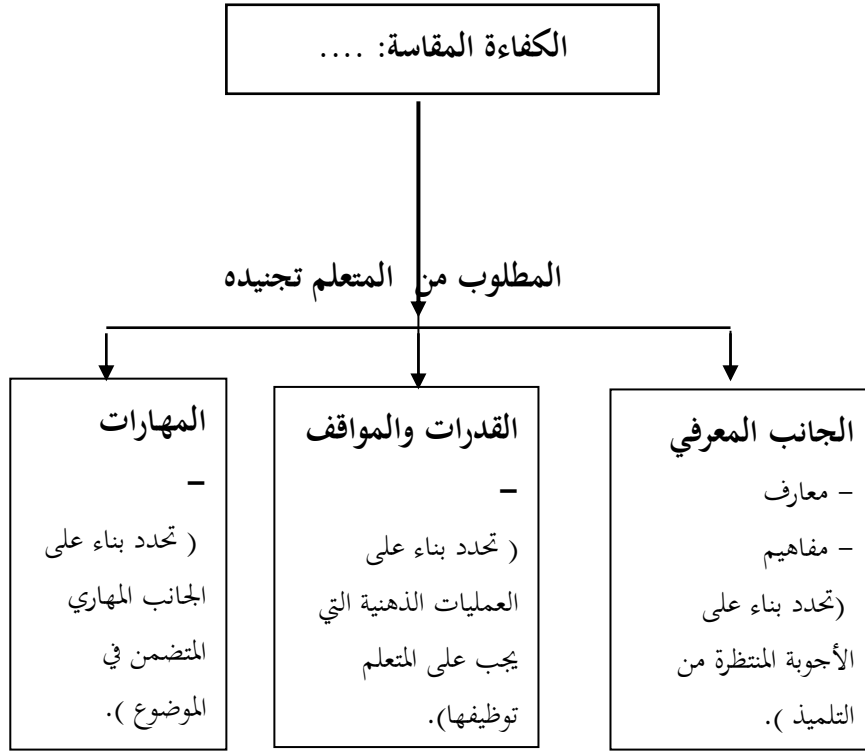 الكفاءة المقاسة: ....
المطلوب من المتعلم تجنيده
الجانب المعرفي
– معارف
– مفاهيم
(تحدد بناء على
الأجوبة المنتظرة من
التلميذ ).
القدرات والمواقف
–
( تحدد بناء على
العمليات الذهنية التي
يجب على المتعلم
توظيفها).
المهارات
–
( تحدد بناء على
الجانب المهاري
المتضمن في
الموضوع ).